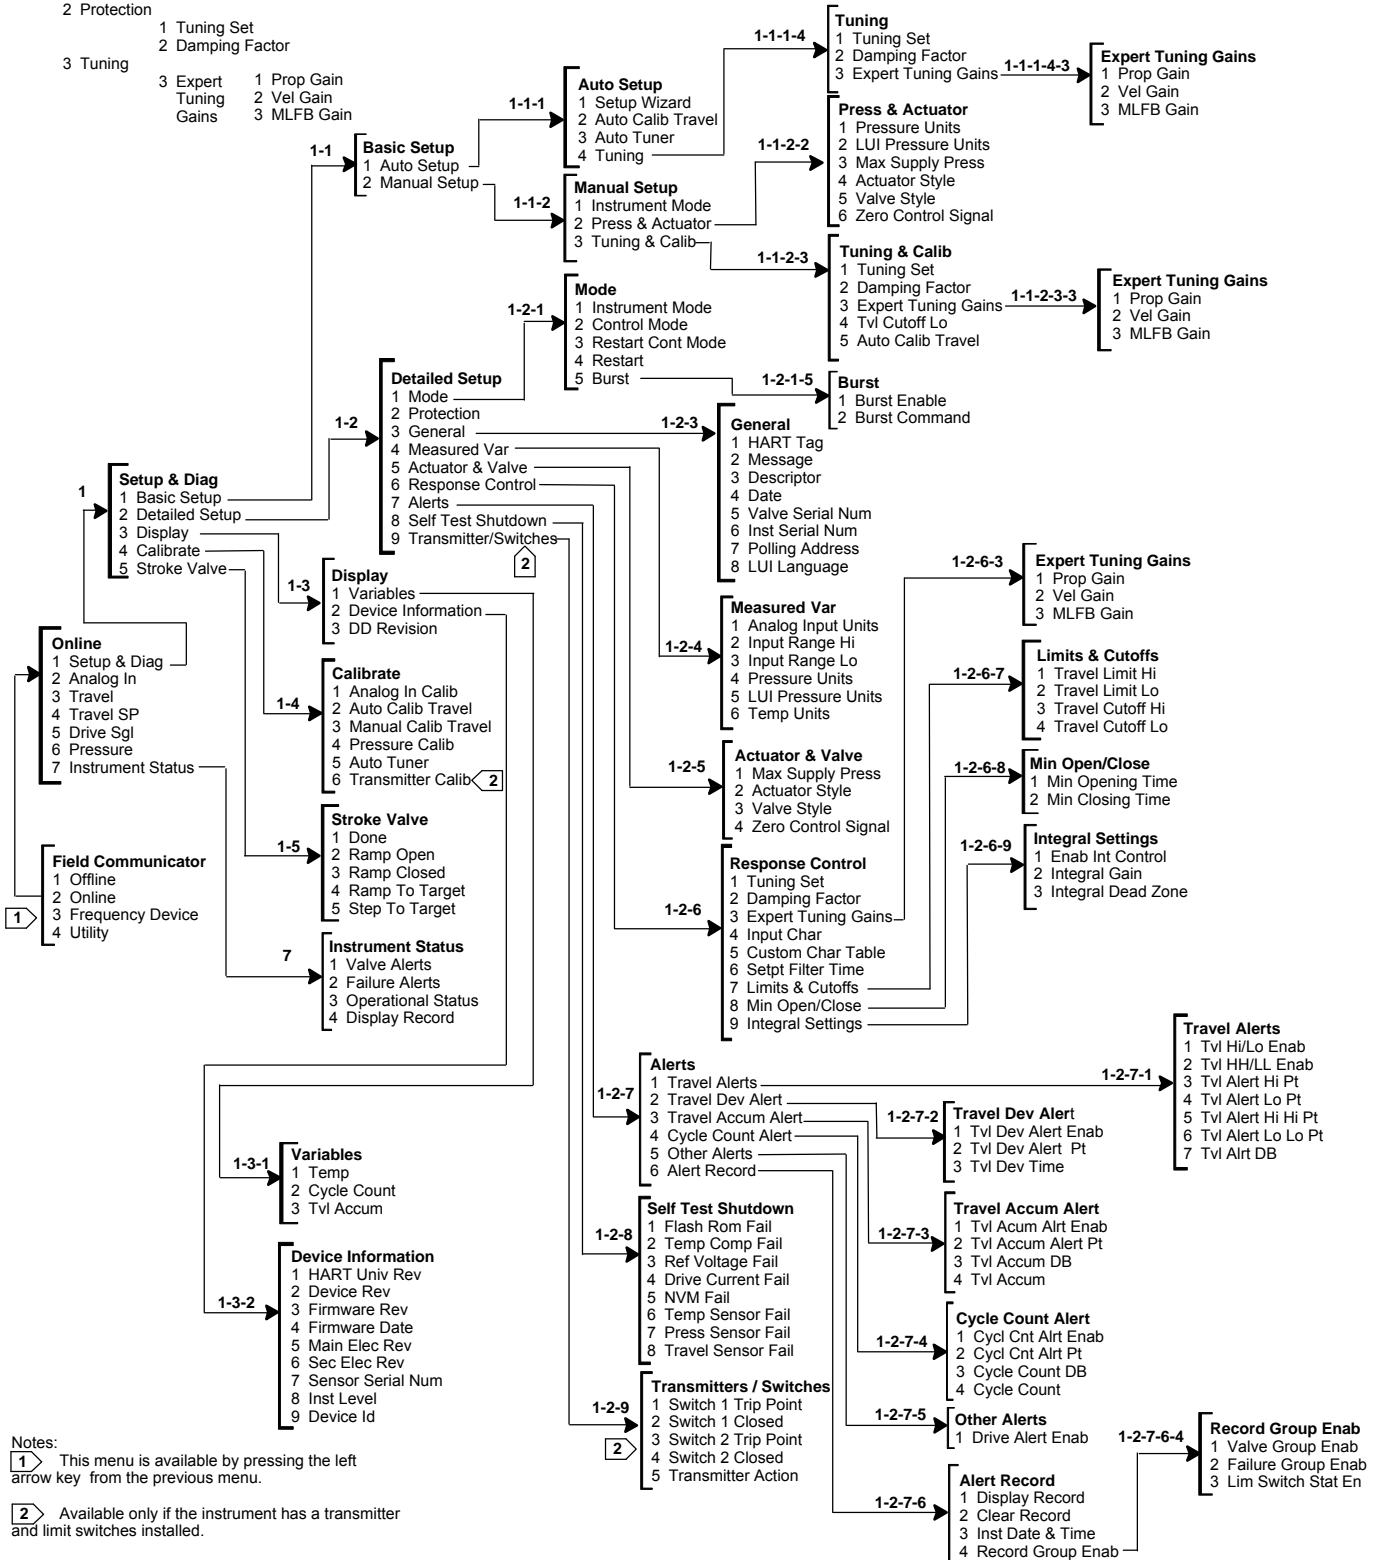 2 Protection
1 Tuning Set
2 Damping Factor
3 Tuning
3 Expert Tuning Gains
1 Prop Gain
2 Vel Gain
3 MLFB Gain
1-1
Basic Setup
1 Auto Setup
2 Manual Setup
1-1-1
Auto Setup
1 Setup Wizard
2 Auto Calib Travel
3 Auto Tuner
4 Tuning
1-1-2
Manual Setup
1 Instrument Mode
2 Press & Actuator
3 Tuning & Calib
1-1-1-4
Tuning
1 Tuning Set
2 Damping Factor
3 Expert Tuning Gains
1-1-1-4-3
Expert Tuning Gains
1 Prop Gain
2 Vel Gain
3 MLFB Gain
1-1-2-2
Press & Actuator
1 Pressure Units
2 LUI Pressure Units
3 Max Supply Press
4 Actuator Style
5 Valve Style
6 Zero Control Signal
1-1-2-3
Tuning & Calib
1 Tuning Set
2 Damping Factor
3 Expert Tuning Gains
4 Tvl Cutoff Lo
5 Auto Calib Travel
1-1-2-3-3
Expert Tuning Gains
1 Prop Gain
2 Vel Gain
3 MLFB Gain
1-2-1
Mode
1 Instrument Mode
2 Control Mode
3 Restart Cont Mode
4 Restart
5 Burst
1-2-1-5
Burst
1 Burst Enable
2 Burst Command
1-2
Detailed Setup
1 Mode
2 Protection
3 General
4 Measured Var
5 Actuator & Valve
6 Response Control
7 Alerts
8 Self Test Shutdown
9 Transmitter/Switches
2
1-2-3
General
1 HART Tag
2 Message
3 Descriptor
4 Date
5 Valve Serial Num
6 Inst Serial Num
7 Polling Address
8 LUI Language
1
Setup & Diag
1 Basic Setup
2 Detailed Setup
3 Display
4 Calibrate
5 Stroke Valve
1-3
Display
1 Variables
2 Device Information
3 DD Revision
1-2-4
Measured Var
1 Analog Input Units
2 Input Range Hi
3 Input Range Lo
4 Pressure Units
5 LUI Pressure Units
6 Temp Units
1-2-6-3
Expert Tuning Gains
1 Prop Gain
2 Vel Gain
3 MLFB Gain
Online
1 Setup & Diag
2 Analog In
3 Travel
4 Travel SP
5 Drive Sgl
6 Pressure
7 Instrument Status
1-4
Calibrate
1 Analog In Calib
2 Auto Calib Travel
3 Manual Calib Travel
4 Pressure Calib
5 Auto Tuner
6 Transmitter Calib
2
1-2-6-7
Limits & Cutoffs
1 Travel Limit Hi
2 Travel Limit Lo
3 Travel Cutoff Hi
4 Travel Cutoff Lo
1-2-5
Actuator & Valve
1 Max Supply Press
2 Actuator Style
3 Valve Style
4 Zero Control Signal
1-2-6-8
Min Open/Close
1 Min Opening Time
2 Min Closing Time
1-5
Stroke Valve
1 Done
2 Ramp Open
3 Ramp Closed
4 Ramp To Target
5 Step To Target
1-2-6-9
Integral Settings
1 Enab Int Control
2 Integral Gain
3 Integral Dead Zone
Field Communicator
1 Offline
2 Online
3 Frequency Device
4 Utility
1
1-2-6
Response Control
1 Tuning Set
2 Damping Factor
3 Expert Tuning Gains
4 Input Char
5 Custom Char Table
6 Setpt Filter Time
7 Limits & Cutoffs
8 Min Open/Close
9 Integral Settings
7
Instrument Status
1 Valve Alerts
2 Failure Alerts
3 Operational Status
4 Display Record
1-2-7
Alerts
1 Travel Alerts
2 Travel Dev Alert
3 Travel Accum Alert
4 Cycle Count Alert
5 Other Alerts
6 Alert Record
1-2-7-1
Travel Alerts
1 Tvl Hi/Lo Enab
2 Tvl HH/LL Enab
3 Tvl Alert Hi Pt
4 Tvl Alert Lo Pt
5 Tvl Alert Hi Hi Pt
6 Tvl Alert Lo Lo Pt
7 Tvl Alrt DB
1-2-7-2
Travel Dev Alert
1 Tvl Dev Alert Enab
2 Tvl Dev Alert Pt
3 Tvl Dev Time
1-3-1
Variables
1 Temp
2 Cycle Count
3 Tvl Accum
1-2-8
Self Test Shutdown
1 Flash Rom Fail
2 Temp Comp Fail
3 Ref Voltage Fail
4 Drive Current Fail
5 NVM Fail
6 Temp Sensor Fail
7 Press Sensor Fail
8 Travel Sensor Fail
1-2-7-3
Travel Accum Alert
1 Tvl Acum Alrt Enab
2 Tvl Accum Alert Pt
3 Tvl Accum DB
4 Tvl Accum
1-3-2
Device Information
1 HART Univ Rev
2 Device Rev
3 Firmware Rev
4 Firmware Date
5 Main Elec Rev
6 Sec Elec Rev
7 Sensor Serial Num
8 Inst Level
9 Device Id
1-2-7-4
Cycle Count Alert
1 Cycl Cnt Alrt Enab
2 Cycl Cnt Alrt Pt
3 Cycle Count DB
4 Cycle Count
1-2-9
2
Transmitters / Switches
1 Switch 1 Trip Point
2 Switch 1 Closed
3 Switch 2 Trip Point
4 Switch 2 Closed
5 Transmitter Action
1-2-7-5
Other Alerts
1 Drive Alert Enab
1-2-7-6
Alert Record
1 Display Record
2 Clear Record
3 Inst Date & Time
4 Record Group Enab
1-2-7-6-4
Record Group Enab
1 Valve Group Enab
2 Failure Group Enab
3 Lim Switch Stat En
Notes:
1 This menu is available by pressing the left
arrow key from the previous menu.
2 Available only if the instrument has a transmitter
and limit switches installed.